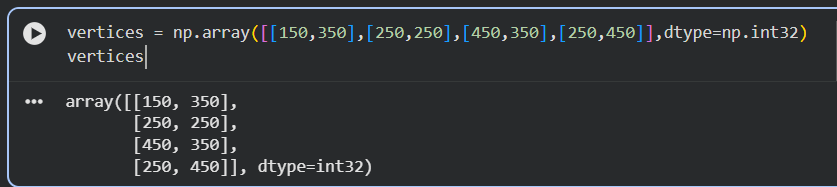 vertices = np.array([[150,350],[250,250],[450,350],[250,450]],dtype=np.int32)
vertices
array([[150, 350],
       [250, 250],
       [450, 350],
       [250, 450]], dtype=int32)